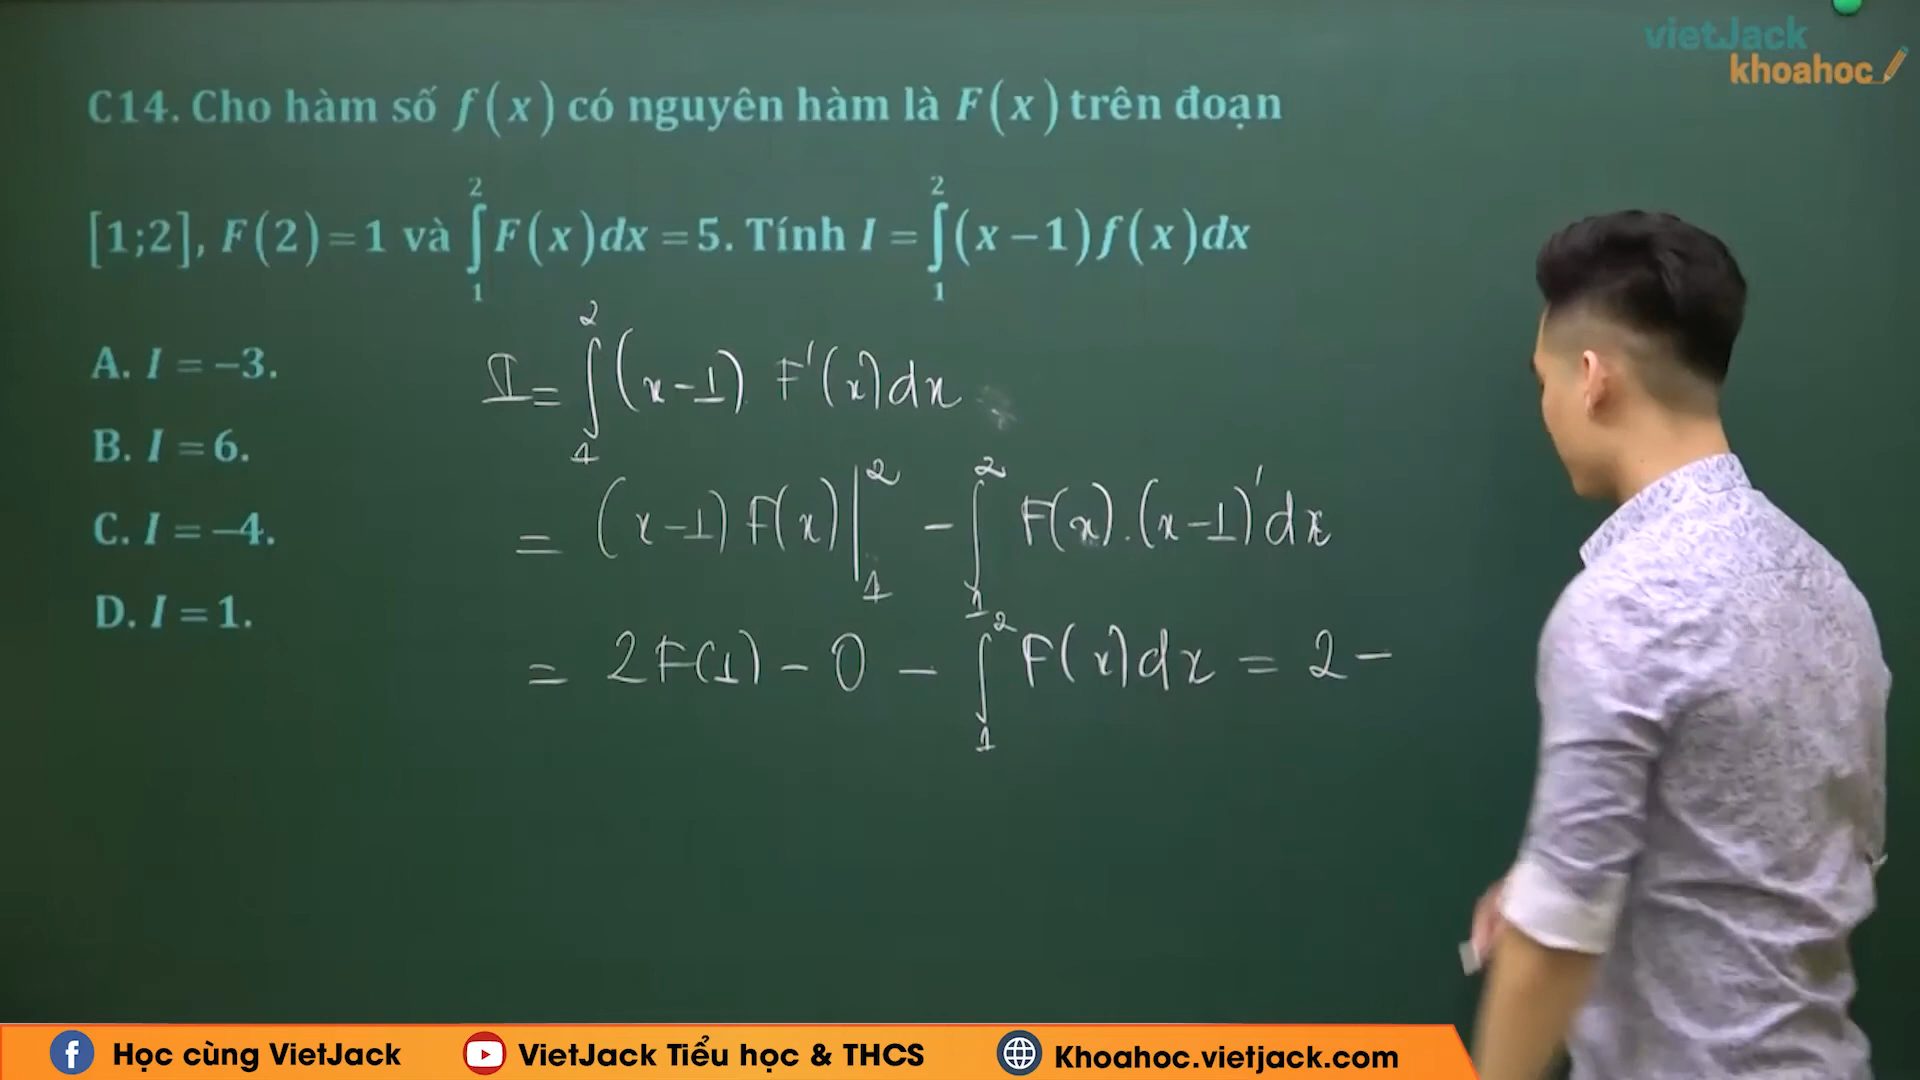 vietJack
khoahoc
C14. Cho hàm số f(x) có nguyên hàm là F(x) trên đoạn
[1;2], F(2)=1 và ∫₁² F(x)dx =5. Tính I = ∫₁² (x−1)f(x)dx
A. I = −3.
B. I = 6.
C. I = −4.
D. I = 1.
I = ∫₁² (x−1) F'(x)dx
= (x−1) F(x)|₁² − ∫₁² F(x).(x−1)'dx
= 2F(1) − 0 − ∫₁² F(x)dx = 2 −
Học cùng VietJack
VietJack Tiểu học & THCS
Khoahoc.vietjack.com